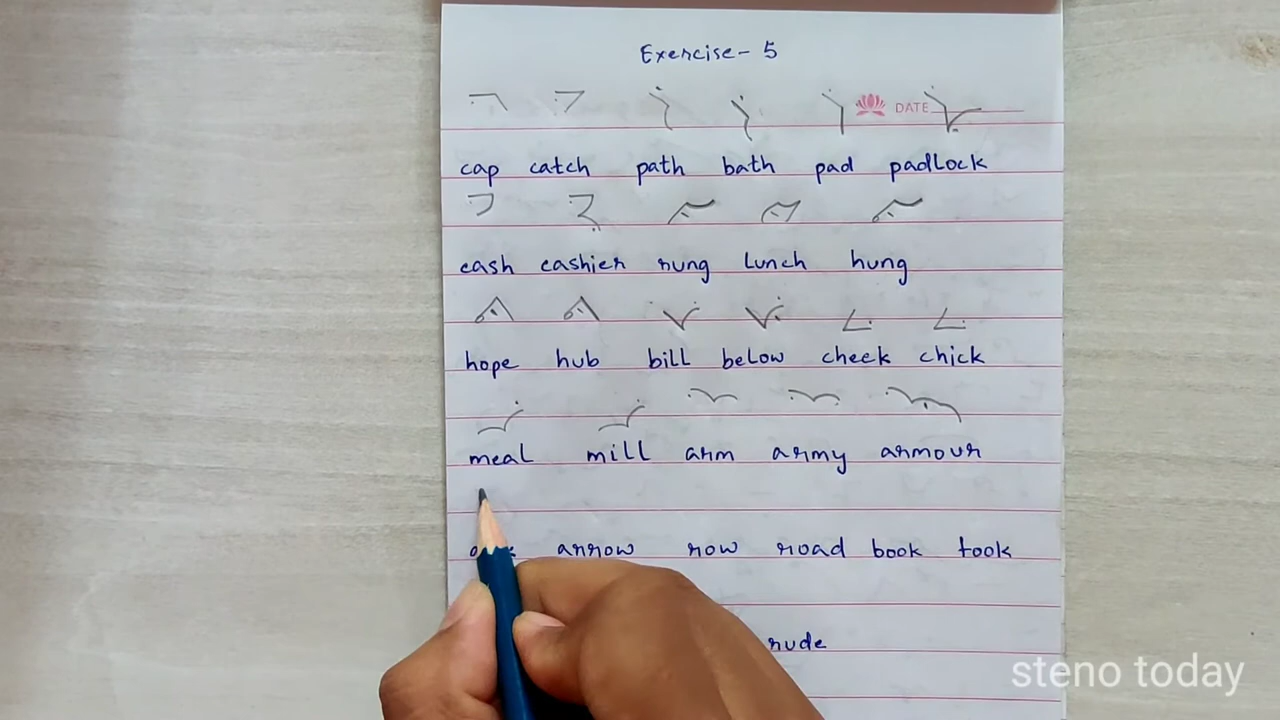 Exercise - 5
DATE
cap catch path bath pad padlock
cash cashier rung lunch hung
hope hub bill below cheek chick
meal mill arm army armour
arrow row road book took
rude
steno today